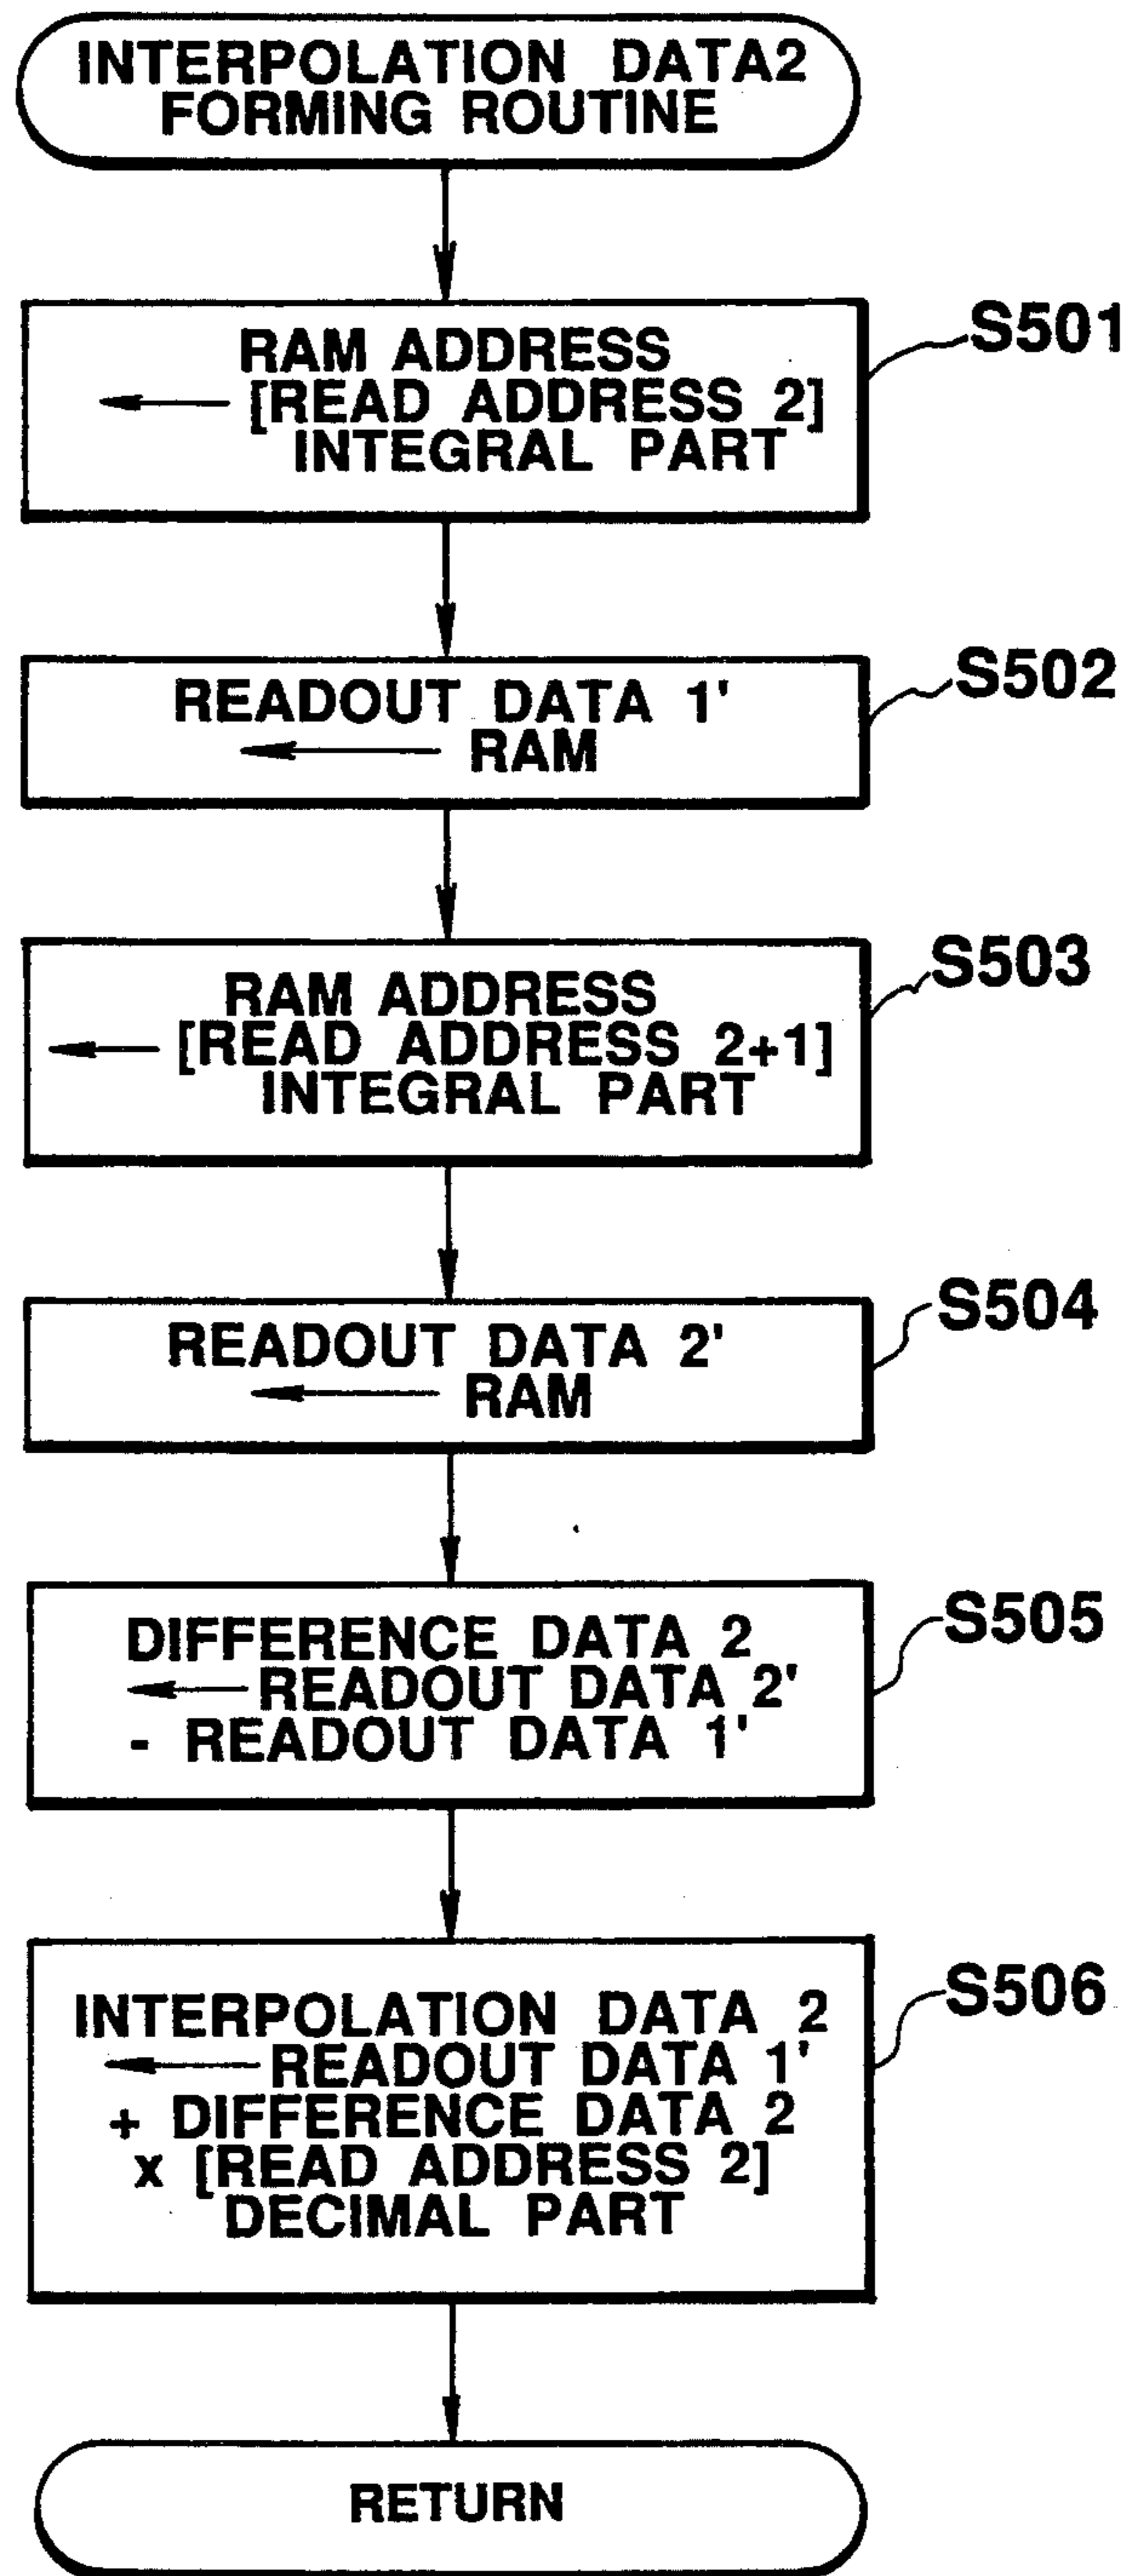 INTERPOLATION DATA2
FORMING ROUTINE
S501
RAM ADDRESS
← [READ ADDRESS 2]
INTEGRAL PART
S502
READOUT DATA 1'
← RAM
S503
RAM ADDRESS
← [READ ADDRESS 2+1]
INTEGRAL PART
S504
READOUT DATA 2'
← RAM
S505
DIFFERENCE DATA 2
← READOUT DATA 2'
- READOUT DATA 1'
S506
INTERPOLATION DATA 2
← READOUT DATA 1'
+ DIFFERENCE DATA 2
x [READ ADDRESS 2]
DECIMAL PART
RETURN